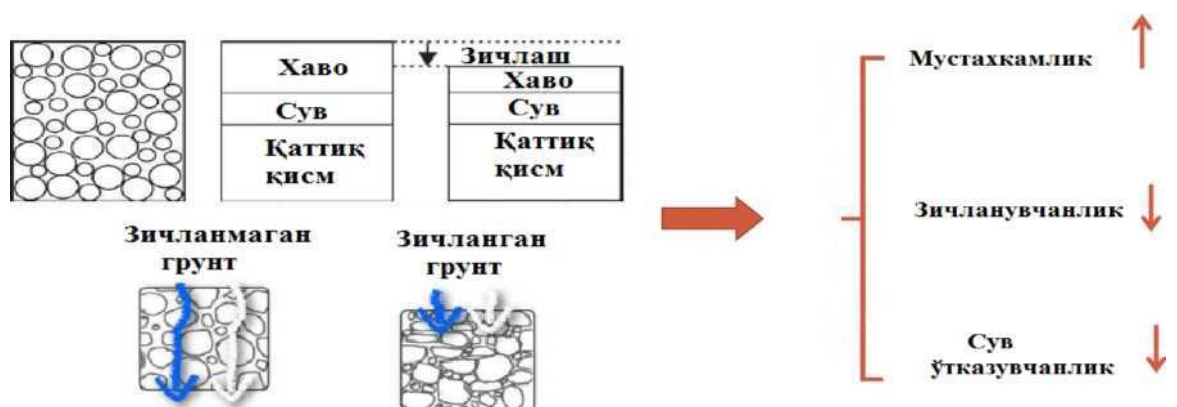 Хаво
Сув
Қаттиқ
қисм
Зичлаш
Хаво
Сув
Қаттиқ
қисм
Зичланмаган
грунт
Зичланган
грунт
Мустахкамлик
Зичланувчанлик
Сув
ўтказувчанлик